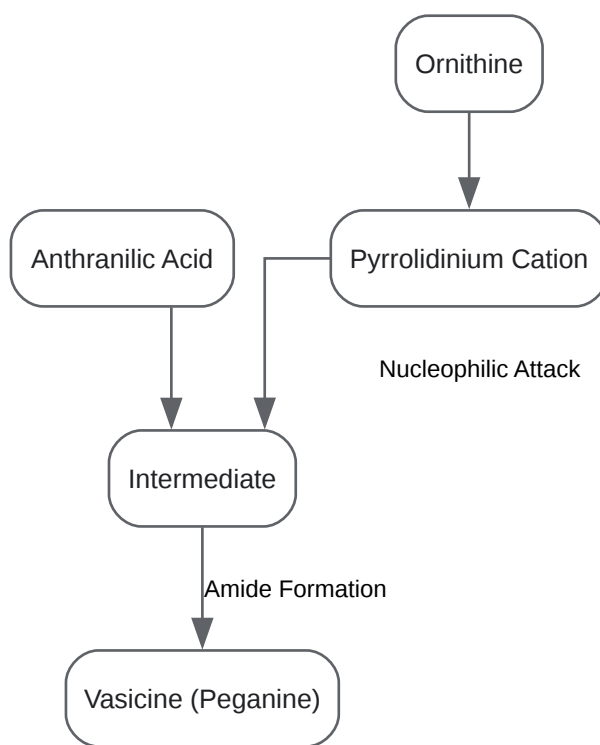 Ornithine
Anthranilic Acid
Pyrrolidinium Cation
Nucleophilic Attack
Intermediate
Amide Formation
Vasicine (Peganine)